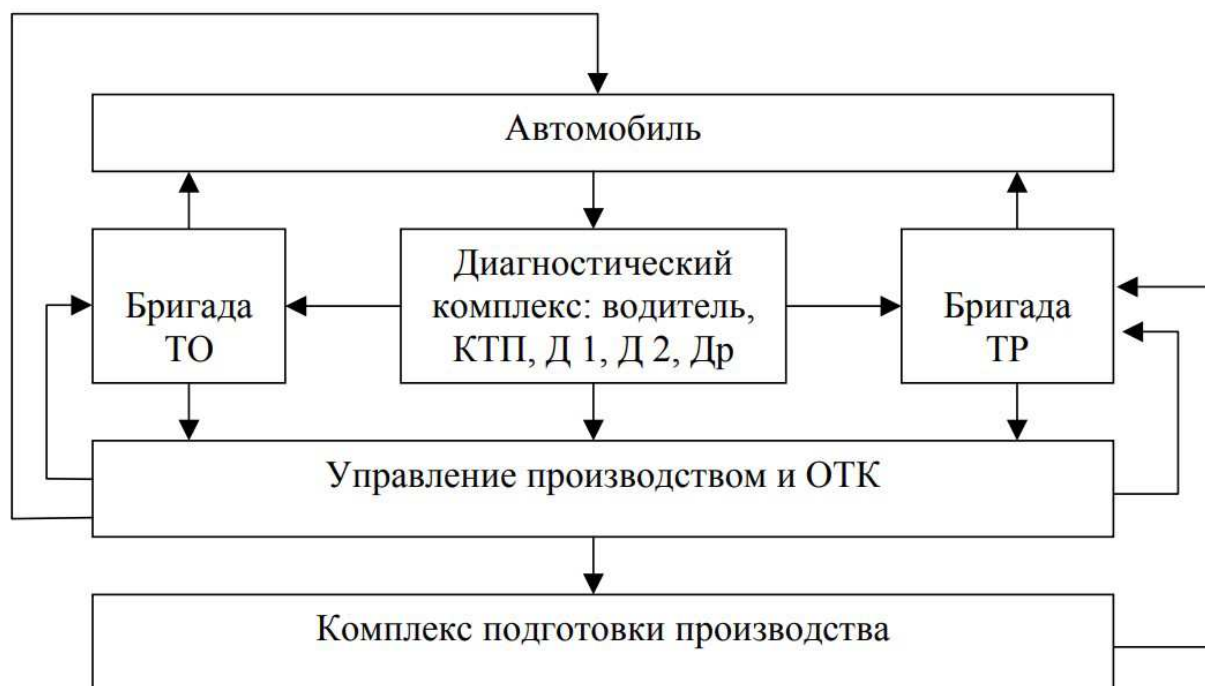 Автомобиль
Бригада
ТО
Диагностический
комплекс: водитель,
КТП, Д 1, Д 2, Др
Бригада
ТР
Управление производством и ОТК
Комплекс подготовки производства